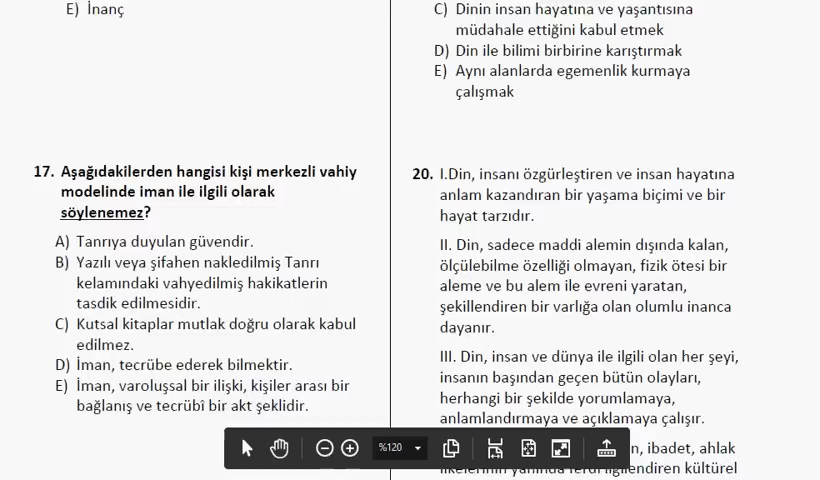 E) İnanç
17. Aşağıdakilerden hangisi kişi merkezli vahiy
modelinde iman ile ilgili olarak
söylenemez?
A) Tanrıya duyulan güvendir.
B) Yazılı veya şifahen nakledilmiş Tanrı
kelamındaki vahyedilmiş hakikatlerin
tasdik edilmesidir.
C) Kutsal kitaplar mutlak doğru olarak kabul
edilmez.
D) İman, tecrübe ederek bilmektir.
E) İman, varoluşsal bir ilişki, kişiler arası bir
bağlanış ve tecrübî bir akt şeklidir.
C) Dinin insan hayatına ve yaşantısına
müdahale ettiğini kabul etmek
D) Din ile bilimi birbirine karıştırmak
E) Aynı alanlarda egemenlik kurmaya
çalışmak
20. I.Din, insanı özgürleştiren ve insan hayatına
anlam kazandıran bir yaşama biçimi ve bir
hayat tarzıdır.
II. Din, sadece maddi alemin dışında kalan,
ölçülebilme özelliği olmayan, fizik ötesi bir
aleme ve bu alem ile evreni yaratan,
şekillendiren bir varlığa olan olumlu inanca
dayanır.
III. Din, insan ve dünya ile ilgili olan her şeyi,
insanın başından geçen bütün olayları,
herhangi bir şekilde yorumlamaya,
anlamlandırmaya ve açıklamaya çalışır.
ibadet, ahlak
ilkelerinin yanında ferdi ilgilendiren kültürel
%120